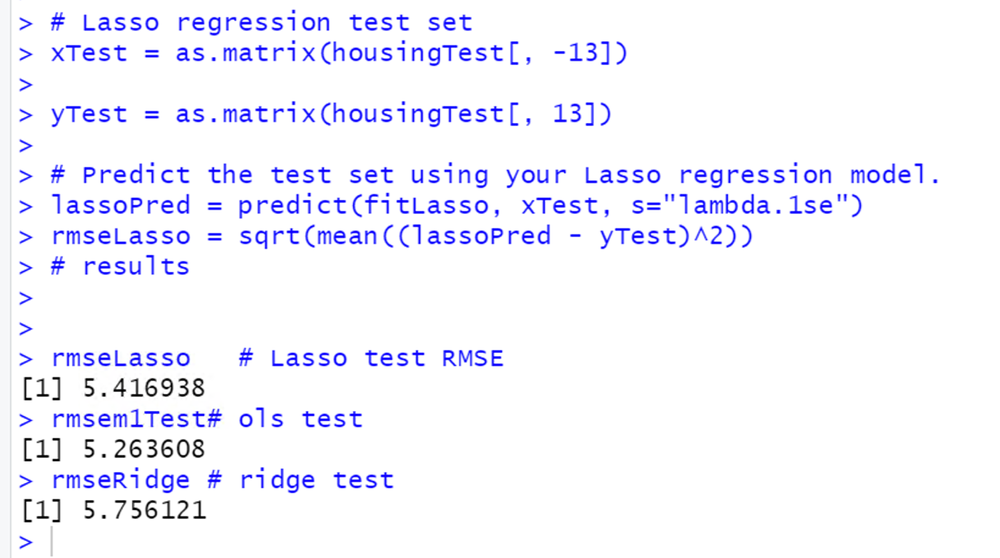 > # Lasso regression test set
> xTest = as.matrix(housingTest[, -13])
>
> yTest = as.matrix(housingTest[, 13])
>
> # Predict the test set using your Lasso regression model.
> lassoPred = predict(fitLasso, xTest, s="lambda.1se")
> rmseLasso = sqrt(mean((lassoPred - yTest)^2))
> # results
>
>
> rmseLasso   # Lasso test RMSE
[1] 5.416938
> rmsem1Test# ols test
[1] 5.263608
> rmseRidge # ridge test
[1] 5.756121
>